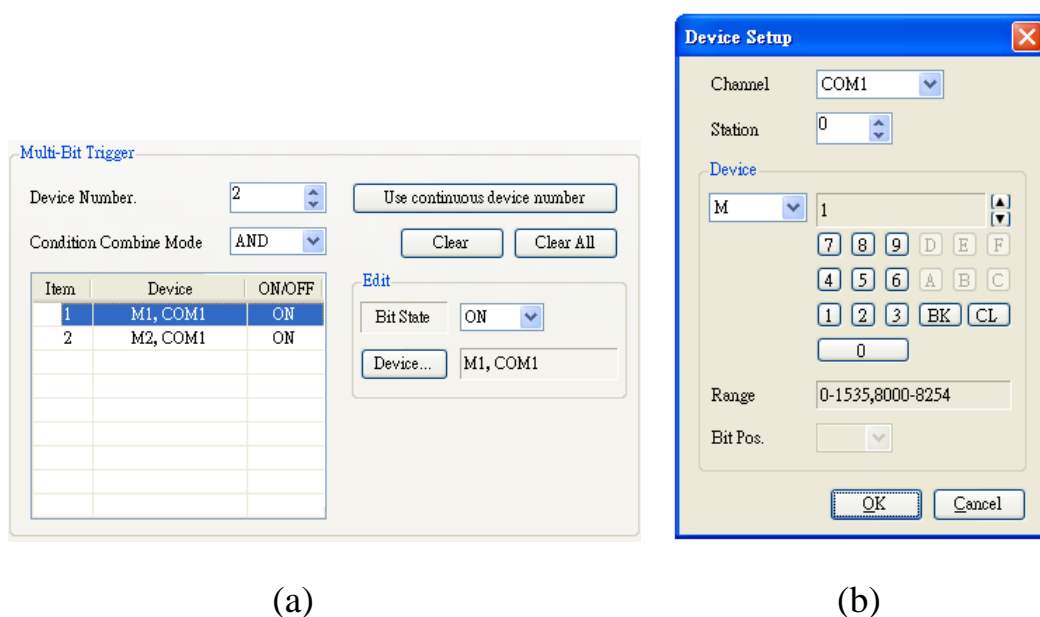 Multi-Bit Trigger
Device Number. 2 Use continuous device number
Condition Combine Mode AND Clear Clear All
Item Device ON/OFF
1 M1, COM1 ON
2 M2, COM1 ON
Edit
Bit State ON
Device... M1, COM1
(a)
Device Setup
Channel COM1
Station 0
Device
M 1
7 8 9 D E F
4 5 6 A B C
1 2 3 BK CL
0
Range 0-1535,8000-8254
Bit Pos.
OK Cancel
(b)